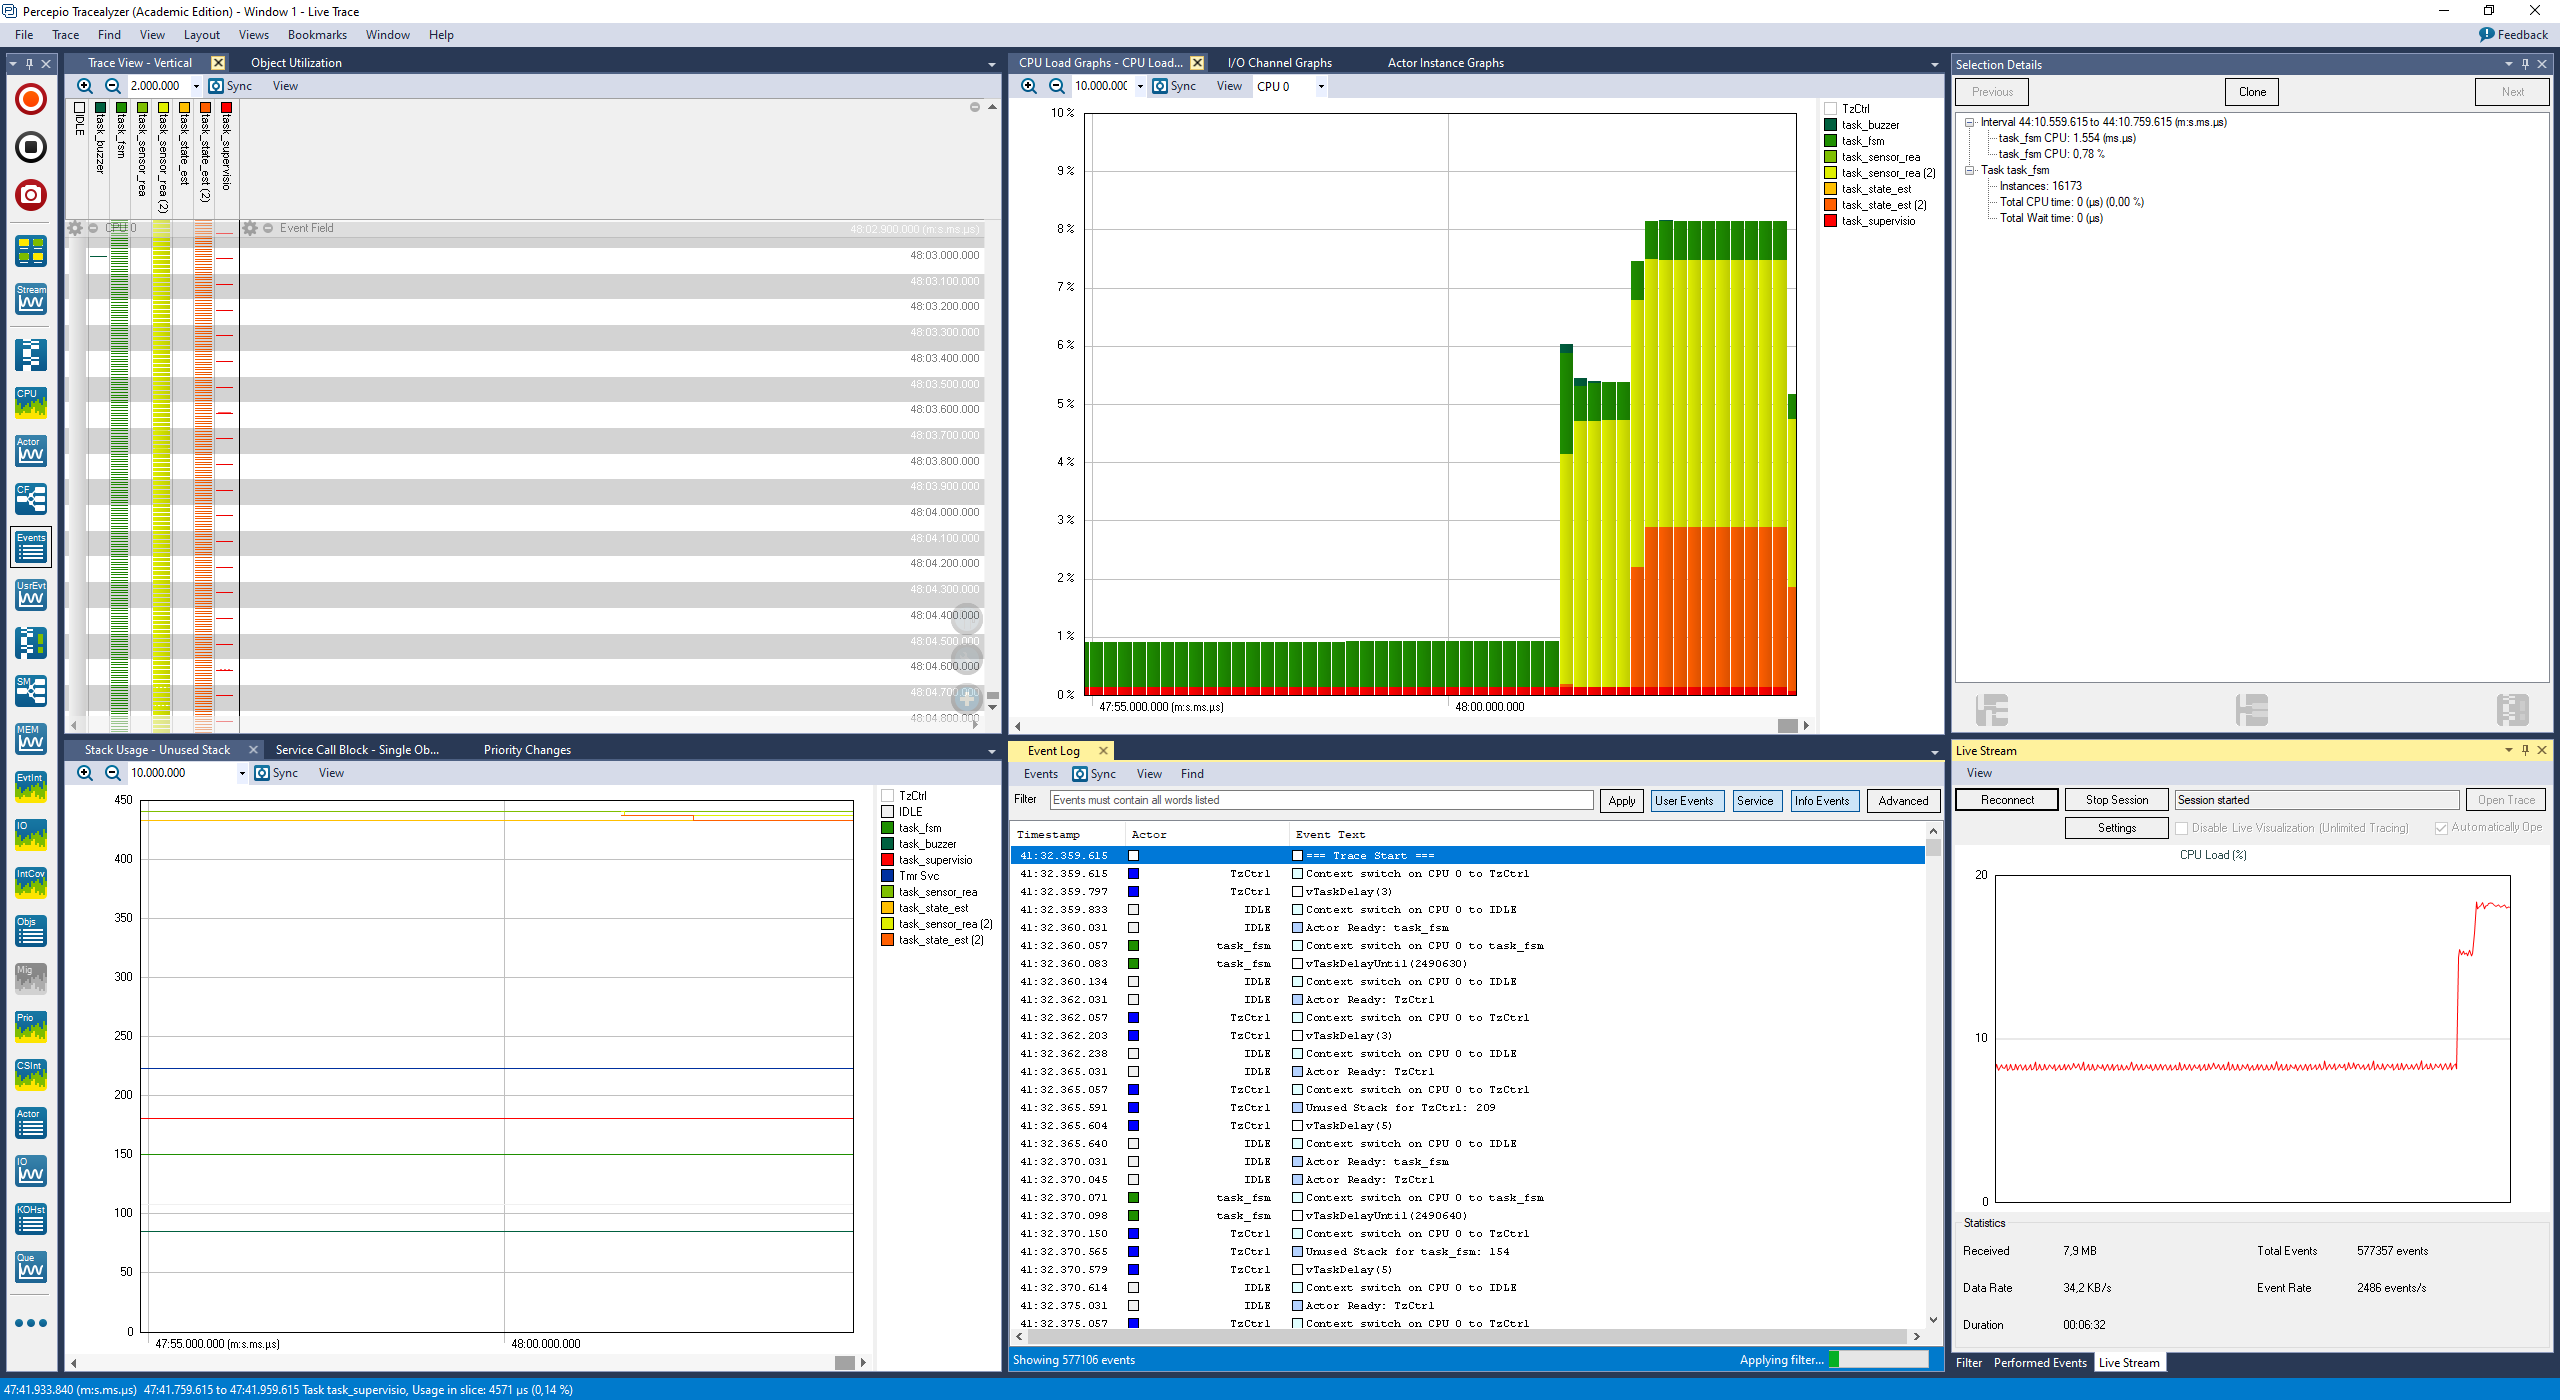 Percepio Tracealyzer (Academic Edition) - Window 1 - Live Trace
File Trace Find View Layout Views Bookmarks Window Help
Feedback
Trace View - Vertical
Object Utilization
2.000.000 Sync View
IDLE
task_buzzer
task_fsm
task_sensor_rea
task_sensor_rea (2)
task_state_est
task_state_est (2)
task_supervisio
CPU 0
Event Field
48:02.900.000 (m:s.ms.µs)
48:03.000.000
48:03.100.000
48:03.200.000
48:03.300.000
48:03.400.000
48:03.500.000
48:03.600.000
48:03.700.000
48:03.800.000
48:03.900.000
48:04.000.000
48:04.100.000
48:04.200.000
48:04.300.000
48:04.400.000
48:04.500.000
48:04.600.000
48:04.700.000
48:04.800.000
Stream
CPU
Actor
CF
Events
UsrEvt
SM
MEM
EvtInt
IO
IntCov
Objs
Mig
Prio
CSInt
Actor
IO
KOHst
Que
CPU Load Graphs - CPU Load...
I/O Channel Graphs
Actor Instance Graphs
10.000.000 Sync View CPU 0
10 %
9 %
8 %
7 %
6 %
5 %
4 %
3 %
2 %
1 %
0 %
47:55.000.000 (m:s.ms.µs)
48:00.000.000
TzCtrl
task_buzzer
task_fsm
task_sensor_rea
task_sensor_rea (2)
task_state_est
task_state_est (2)
task_supervisio
Selection Details
Previous Clone Next
Interval 44:10.559.615 to 44:10.759.615 (m:s.ms.µs)
task_fsm CPU: 1.554 (ms.µs)
task_fsm CPU: 0,78 %
Task task_fsm
Instances: 16173
Total CPU time: 0 (µs) (0,00 %)
Total Wait time: 0 (µs)
Stack Usage - Unused Stack
Service Call Block - Single Ob...
Priority Changes
10.000.000 Sync View
450
400
350
300
250
200
150
100
50
0
47:55.000.000 (m:s.ms.µs)
48:00.000.000
TzCtrl
IDLE
task_fsm
task_buzzer
task_supervisio
Tmr Svc
task_sensor_rea
task_state_est
task_sensor_rea (2)
task_state_est (2)
Event Log
Events Sync View Find
Filter Events must contain all words listed Apply User Events Service Info Events Advanced
Timestamp Actor Event Text
41:32.359.615 === Trace Start ===
41:32.359.615 TzCtrl Context switch on CPU 0 to TzCtrl
41:32.359.797 TzCtrl vTaskDelay(3)
41:32.359.833 IDLE Context switch on CPU 0 to IDLE
41:32.360.031 IDLE Actor Ready: task_fsm
41:32.360.057 task_fsm Context switch on CPU 0 to task_fsm
41:32.360.083 task_fsm vTaskDelayUntil(2490630)
41:32.360.134 IDLE Context switch on CPU 0 to IDLE
41:32.362.031 IDLE Actor Ready: TzCtrl
41:32.362.057 TzCtrl Context switch on CPU 0 to TzCtrl
41:32.362.203 TzCtrl vTaskDelay(3)
41:32.362.238 IDLE Context switch on CPU 0 to IDLE
41:32.365.031 IDLE Actor Ready: TzCtrl
41:32.365.057 TzCtrl Context switch on CPU 0 to TzCtrl
41:32.365.591 TzCtrl Unused Stack for TzCtrl: 209
41:32.365.604 TzCtrl vTaskDelay(5)
41:32.365.640 IDLE Context switch on CPU 0 to IDLE
41:32.370.031 IDLE Actor Ready: task_fsm
41:32.370.045 IDLE Actor Ready: TzCtrl
41:32.370.071 task_fsm Context switch on CPU 0 to task_fsm
41:32.370.098 task_fsm vTaskDelayUntil(2490640)
41:32.370.150 TzCtrl Context switch on CPU 0 to TzCtrl
41:32.370.565 TzCtrl Unused Stack for task_fsm: 154
41:32.370.579 TzCtrl vTaskDelay(5)
41:32.370.614 IDLE Context switch on CPU 0 to IDLE
41:32.375.031 IDLE Actor Ready: TzCtrl
41:32.375.057 TzCtrl Context switch on CPU 0 to TzCtrl
Showing 577106 events
Applying filter...
Live Stream
View
Reconnect Stop Session Session started Open Trace
Settings Disable Live Visualization (Unlimited Tracing) Automatically Ope
CPU Load (%)
20
10
0
Statistics
Received 7,9 MB Total Events 577357 events
Data Rate 34,2 KB/s Event Rate 2486 events/s
Duration 00:06:32
Filter Performed Events Live Stream
47:41.933.840 (m:s.ms.µs) 47:41.759.615 to 47:41.959.615 Task task_supervisio, Usage in slice: 4571 µs (0,14 %)